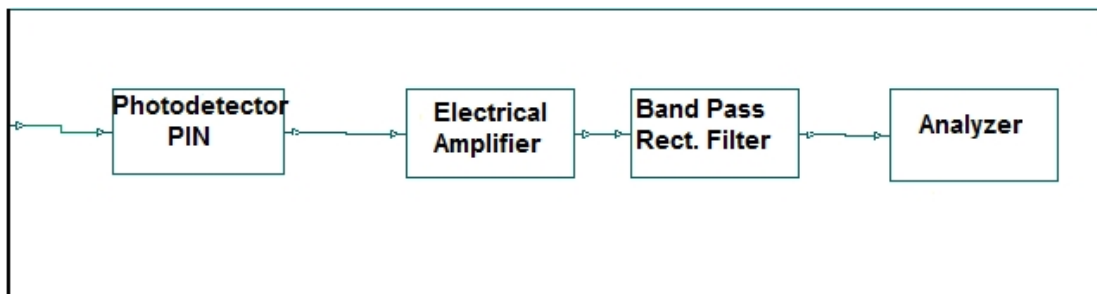 Photodetector
PIN
Electrical
Amplifier
Band Pass
Rect. Filter
Analyzer